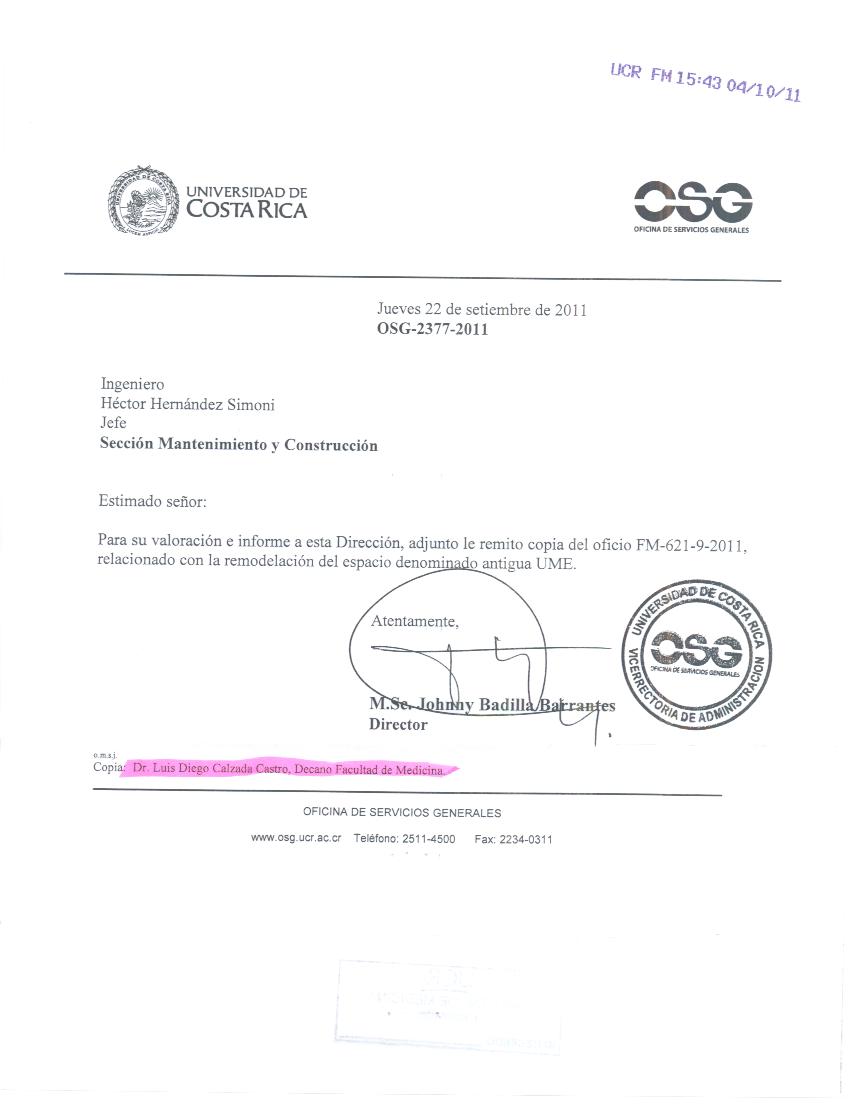 UCR FM 15:43 04/10/11
UNIVERSIDAD DE
COSTA RICA
OSG
OFICINA DE SERVICIOS GENERALES
Jueves 22 de setiembre de 2011
OSG-2377-2011
Ingeniero
Héctor Hernández Simoni
Jefe
Sección Mantenimiento y Construcción
Estimado señor:
Para su valoración e informe a esta Dirección, adjunto le remito copia del oficio FM-621-9-2011,
relacionado con la remodelación del espacio denominado antigua UME.
Atentamente,
M.Sc. Johnny Badilla Barrantes
Director
UNIVERSIDAD DE COSTA RICA
OSG
OFICINA DE SERVICIOS GENERALES
VICERRECTORIA DE ADMINISTRACION
o.m.s.j.
Copia: Dr. Luis Diego Calzada Castro, Decano Facultad de Medicina.
OFICINA DE SERVICIOS GENERALES
www.osg.ucr.ac.cr Teléfono: 2511-4500 Fax: 2234-0311